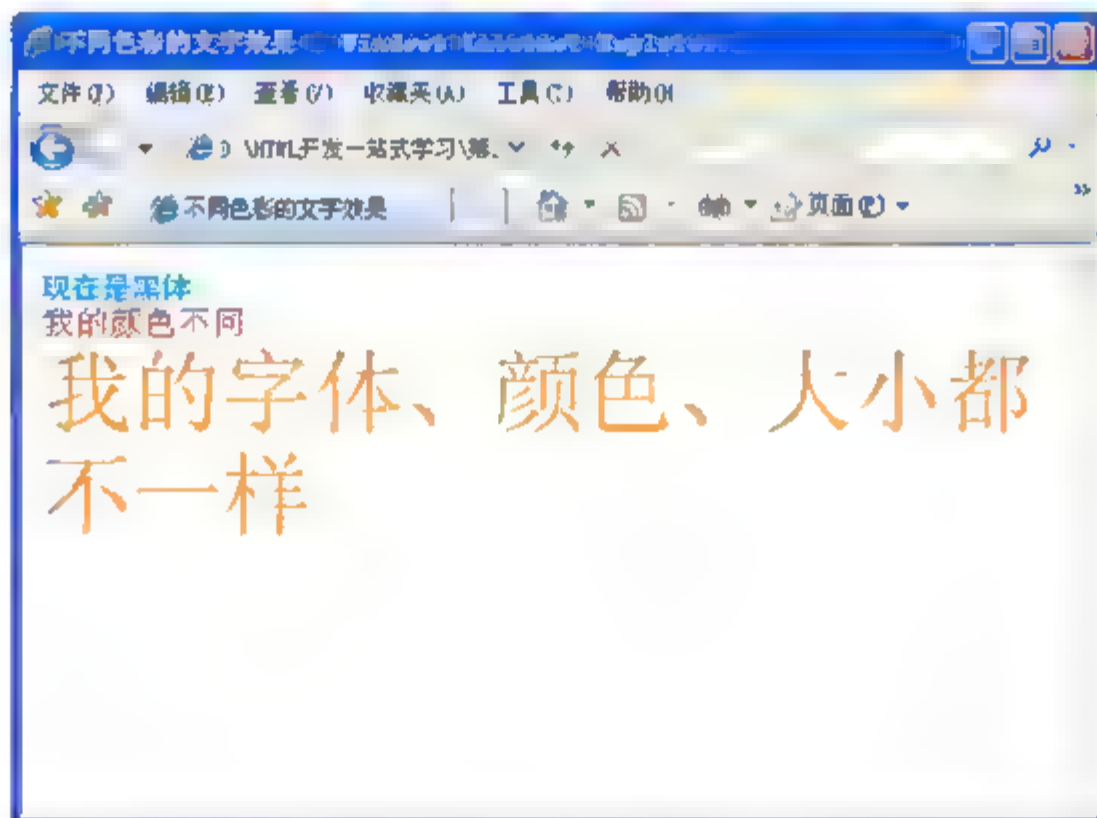 不同色彩的文字效果 - Windows Internet Explorer
文件(F) 编辑(E) 查看(V) 收藏夹(A) 工具(T) 帮助(H)
D:\HTML开发一站式学习\
不同色彩的文字效果 页面(P)
现在是黑体
我的颜色不同
我的字体、颜色、大小都
不一样